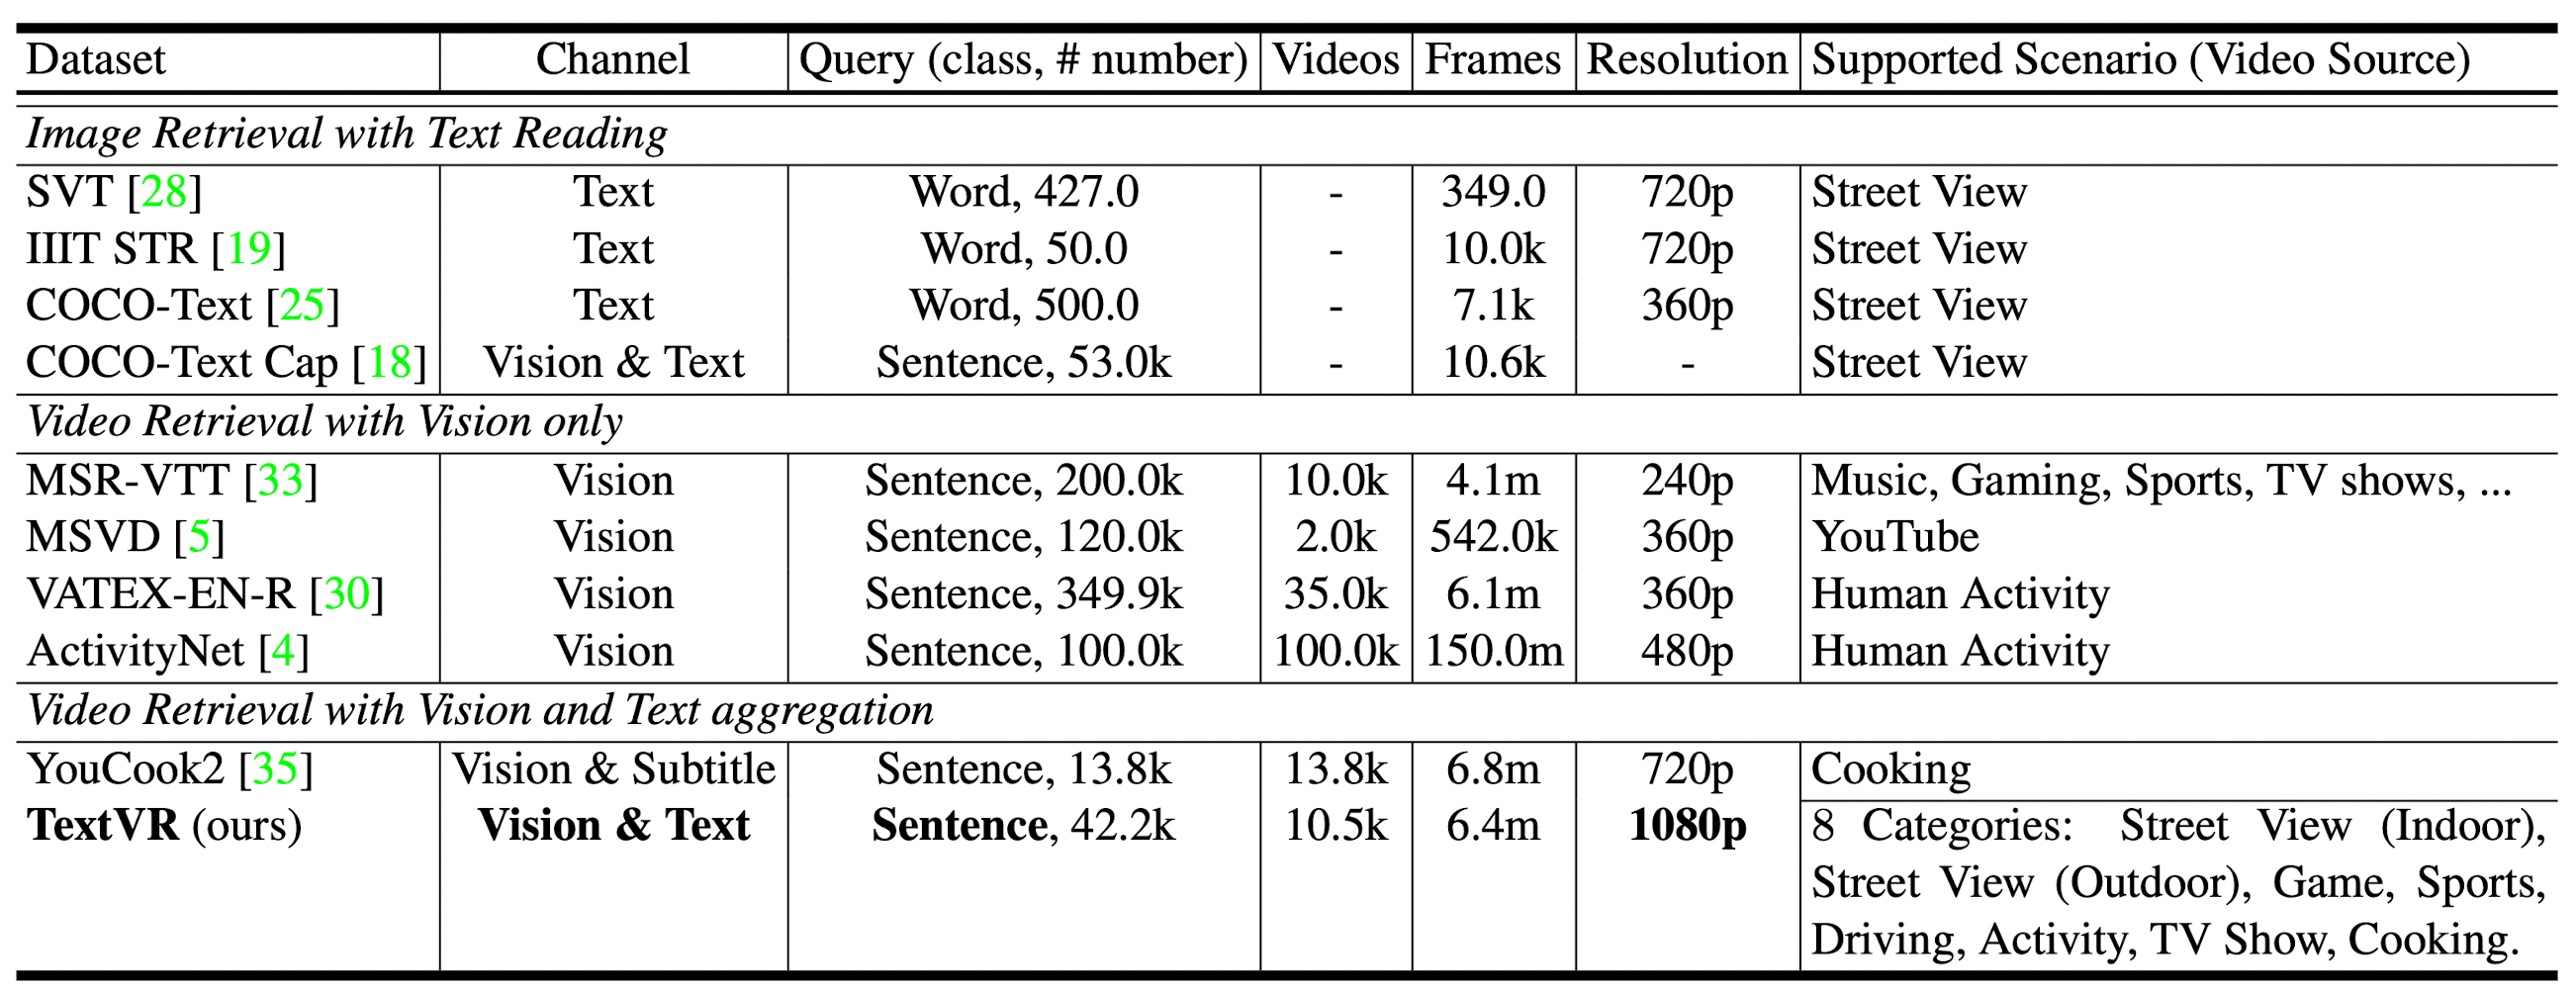 Dataset Channel Query (class, # number) Videos Frames Resolution Supported Scenario (Video Source)
Image Retrieval with Text Reading
SVT [28] Text Word, 427.0 - 349.0 720p Street View
IIIT STR [19] Text Word, 50.0 - 10.0k 720p Street View
COCO-Text [25] Text Word, 500.0 - 7.1k 360p Street View
COCO-Text Cap [18] Vision & Text Sentence, 53.0k - 10.6k - Street View
Video Retrieval with Vision only
MSR-VTT [33] Vision Sentence, 200.0k 10.0k 4.1m 240p Music, Gaming, Sports, TV shows, ...
MSVD [5] Vision Sentence, 120.0k 2.0k 542.0k 360p YouTube
VATEX-EN-R [30] Vision Sentence, 349.9k 35.0k 6.1m 360p Human Activity
ActivityNet [4] Vision Sentence, 100.0k 100.0k 150.0m 480p Human Activity
Video Retrieval with Vision and Text aggregation
YouCook2 [35] Vision & Subtitle Sentence, 13.8k 13.8k 6.8m 720p Cooking
TextVR (ours) Vision & Text Sentence, 42.2k 10.5k 6.4m 1080p 8 Categories: Street View (Indoor),
Street View (Outdoor), Game, Sports,
Driving, Activity, TV Show, Cooking.